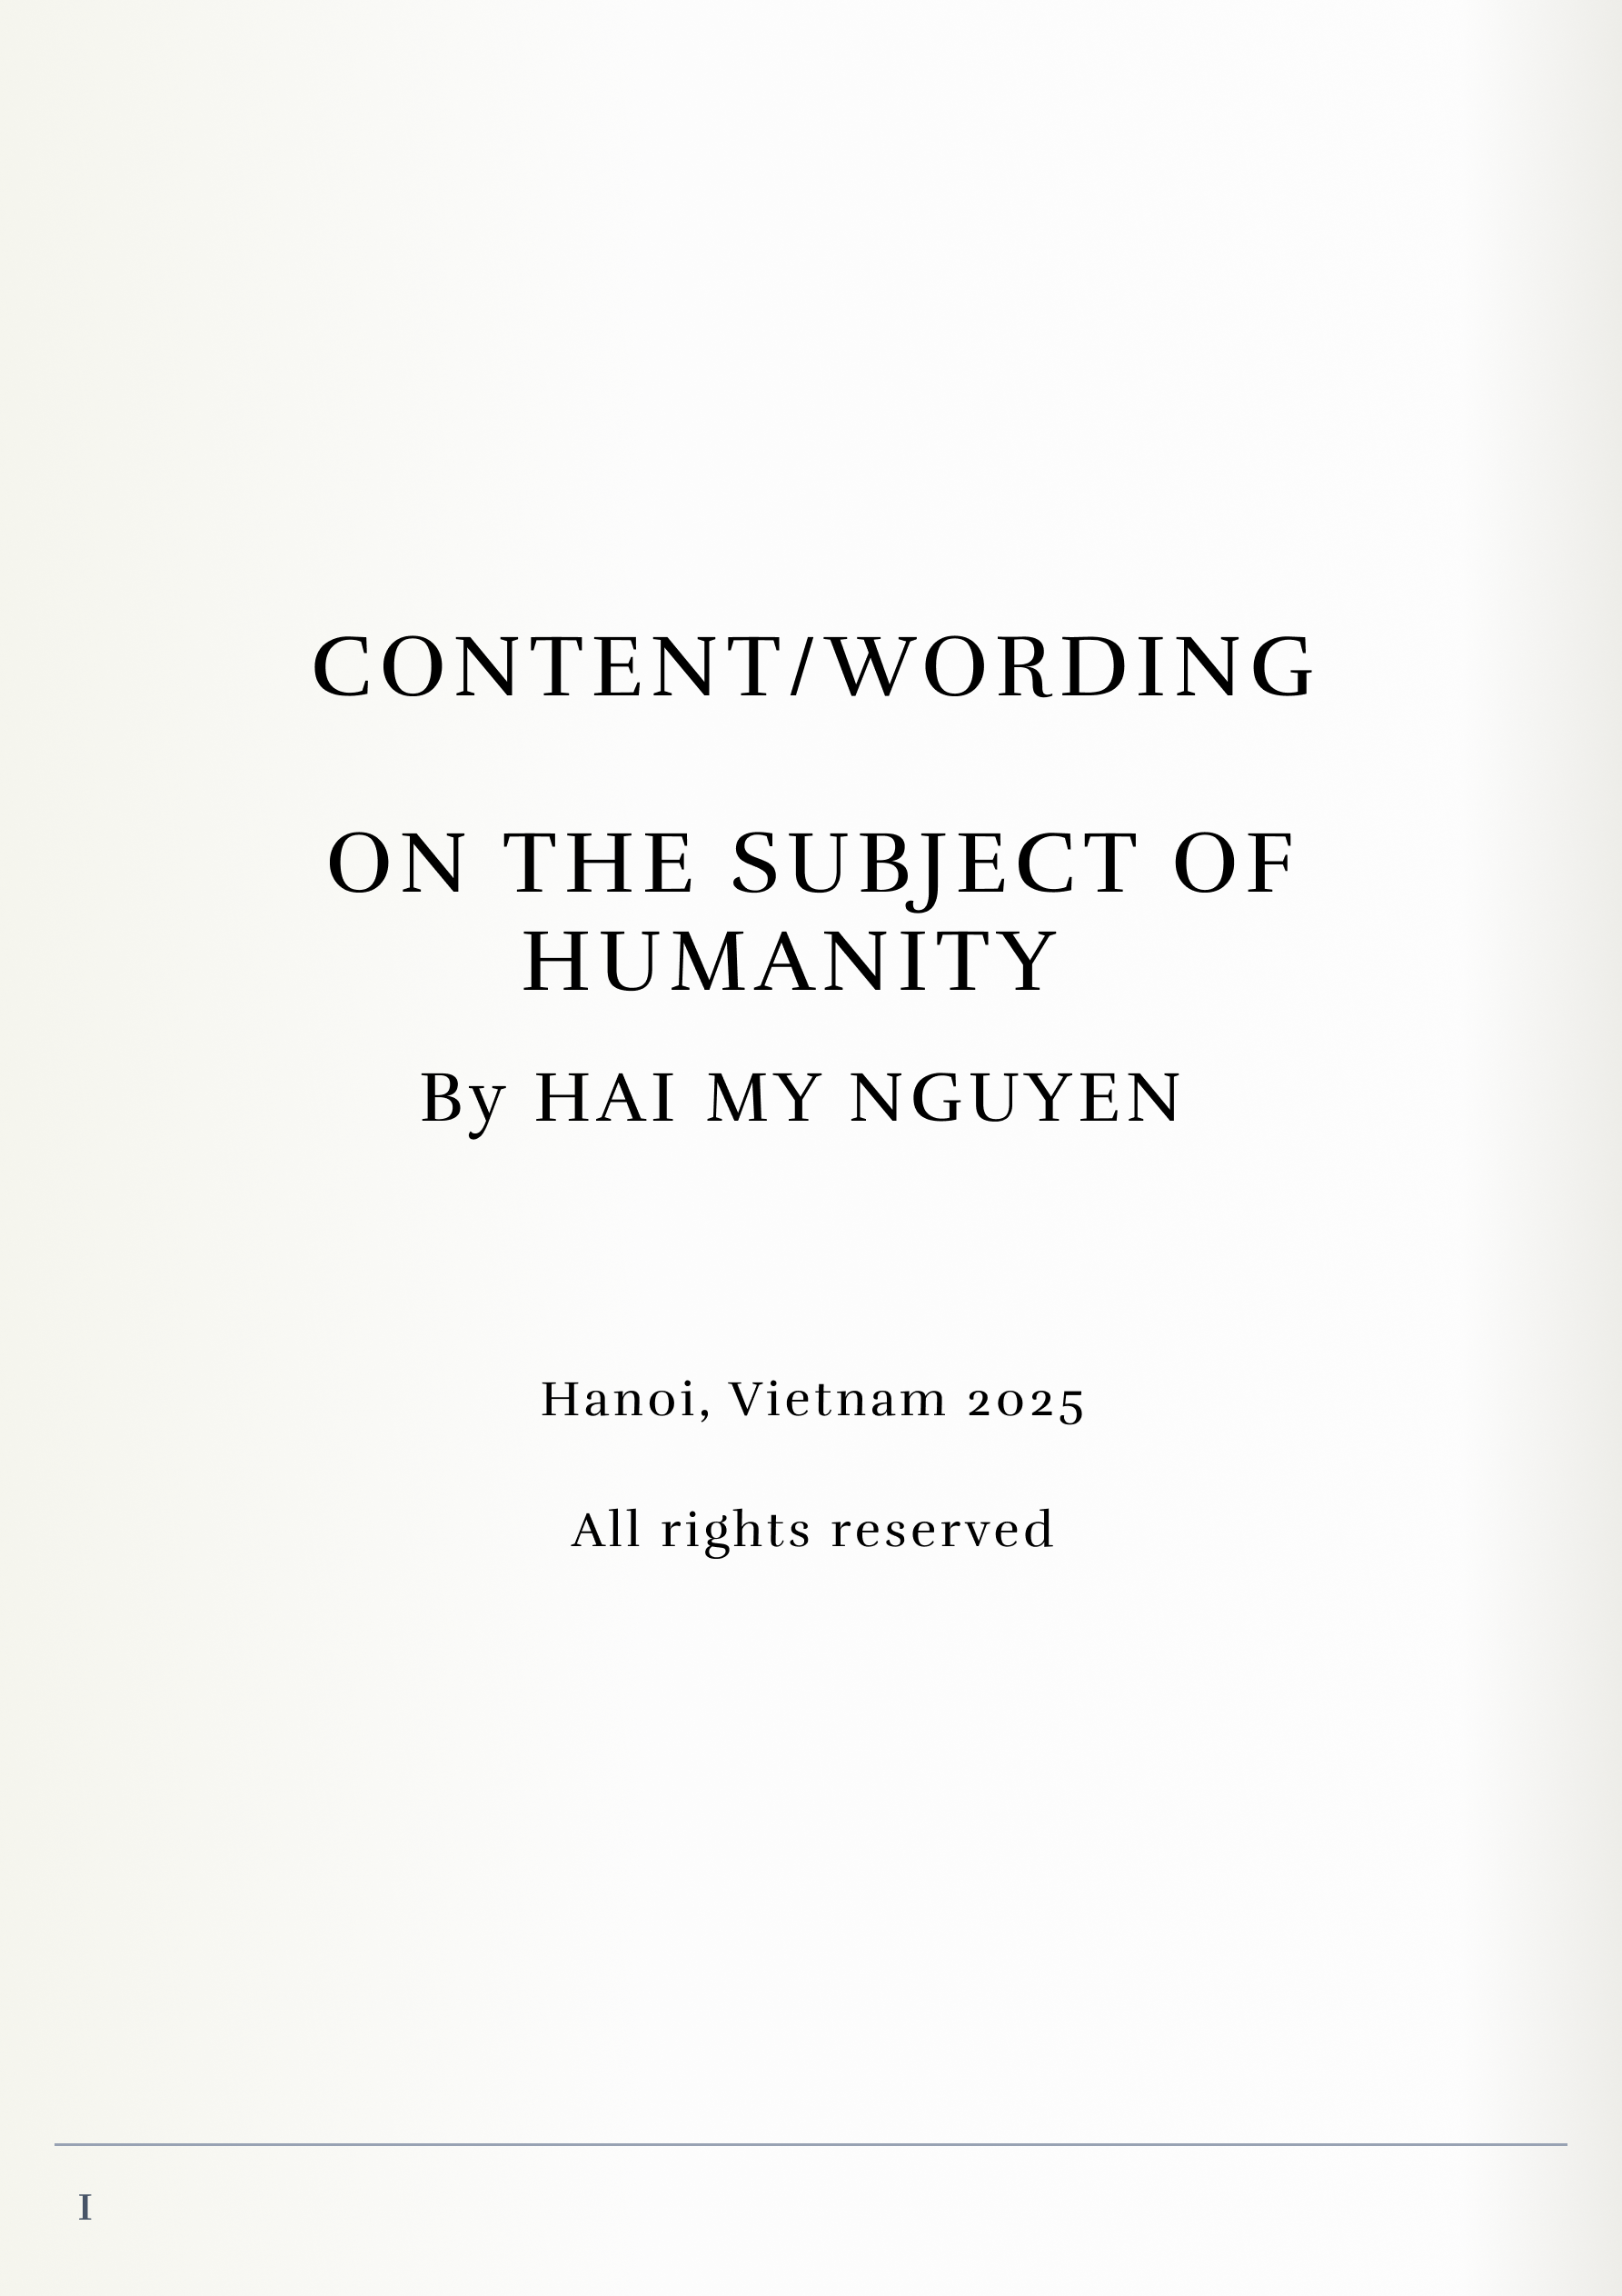 CONTENT/WORDING
ON THE SUBJECT OF
HUMANITY
By HAI MY NGUYEN
Hanoi, Vietnam 2025
All rights reserved
I